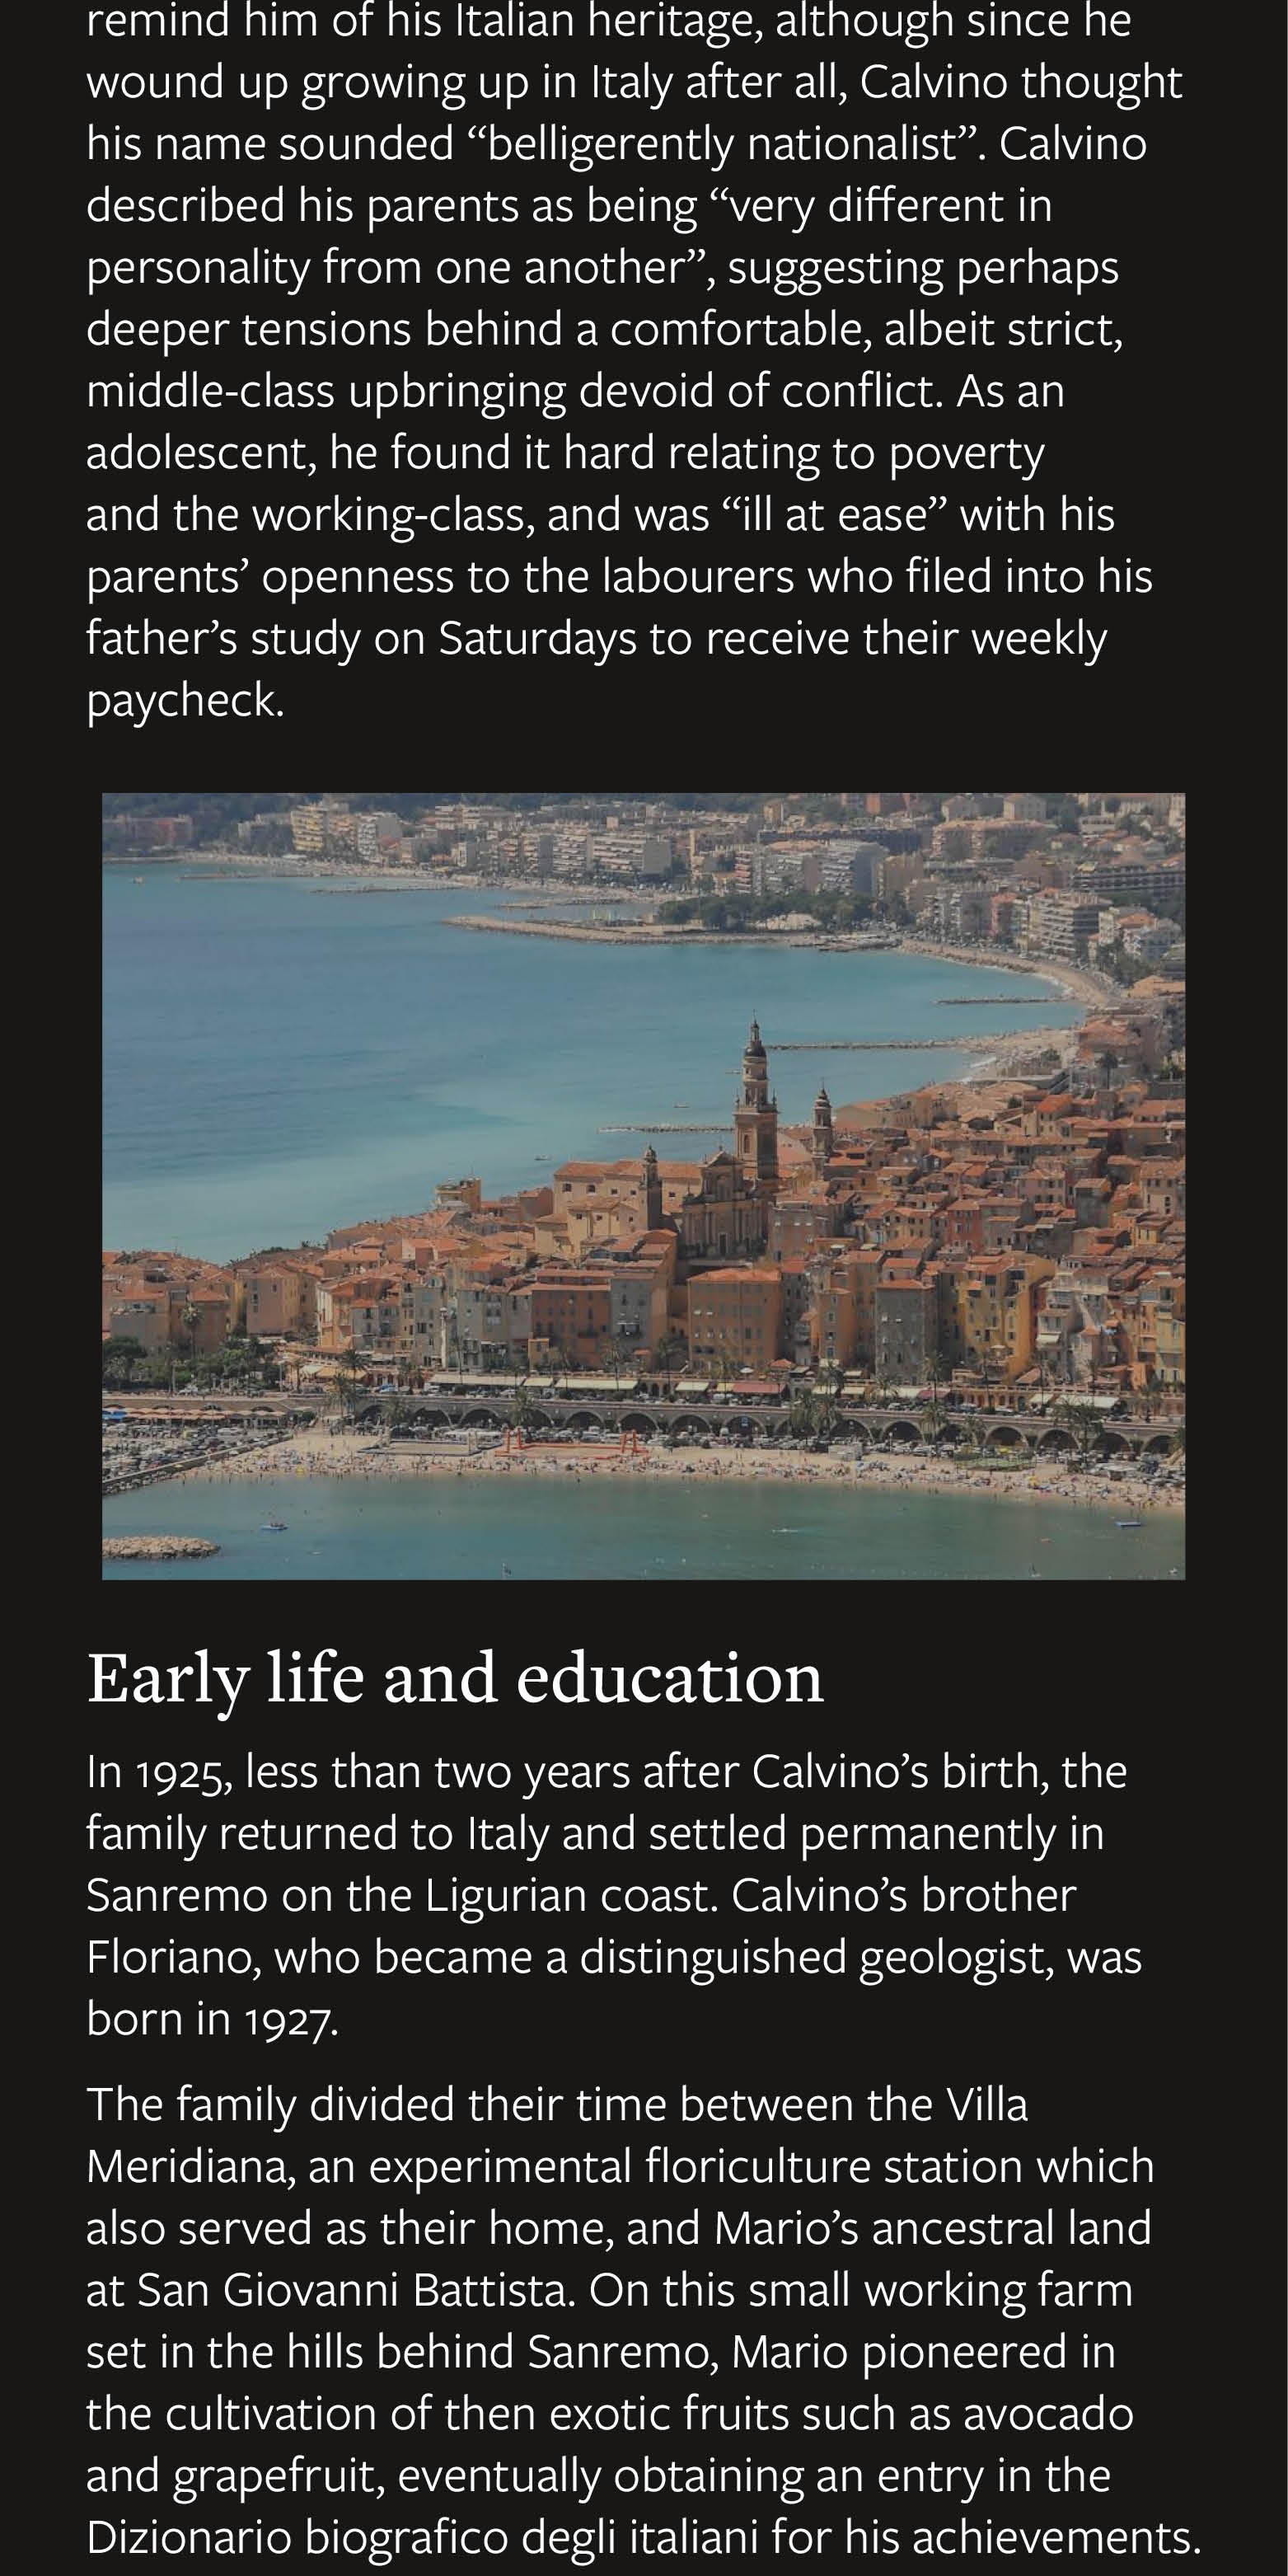 remind him of his Italian heritage, although since he
wound up growing up in Italy after all, Calvino thought
his name sounded “belligerently nationalist”. Calvino
described his parents as being “very different in
personality from one another”, suggesting perhaps
deeper tensions behind a comfortable, albeit strict,
middle-class upbringing devoid of conflict. As an
adolescent, he found it hard relating to poverty
and the working-class, and was “ill at ease” with his
parents’ openness to the labourers who filed into his
father’s study on Saturdays to receive their weekly
paycheck.
Early life and education
In 1925, less than two years after Calvino’s birth, the
family returned to Italy and settled permanently in
Sanremo on the Ligurian coast. Calvino’s brother
Floriano, who became a distinguished geologist, was
born in 1927.
The family divided their time between the Villa
Meridiana, an experimental floriculture station which
also served as their home, and Mario’s ancestral land
at San Giovanni Battista. On this small working farm
set in the hills behind Sanremo, Mario pioneered in
the cultivation of then exotic fruits such as avocado
and grapefruit, eventually obtaining an entry in the
Dizionario biografico degli italiani for his achievements.